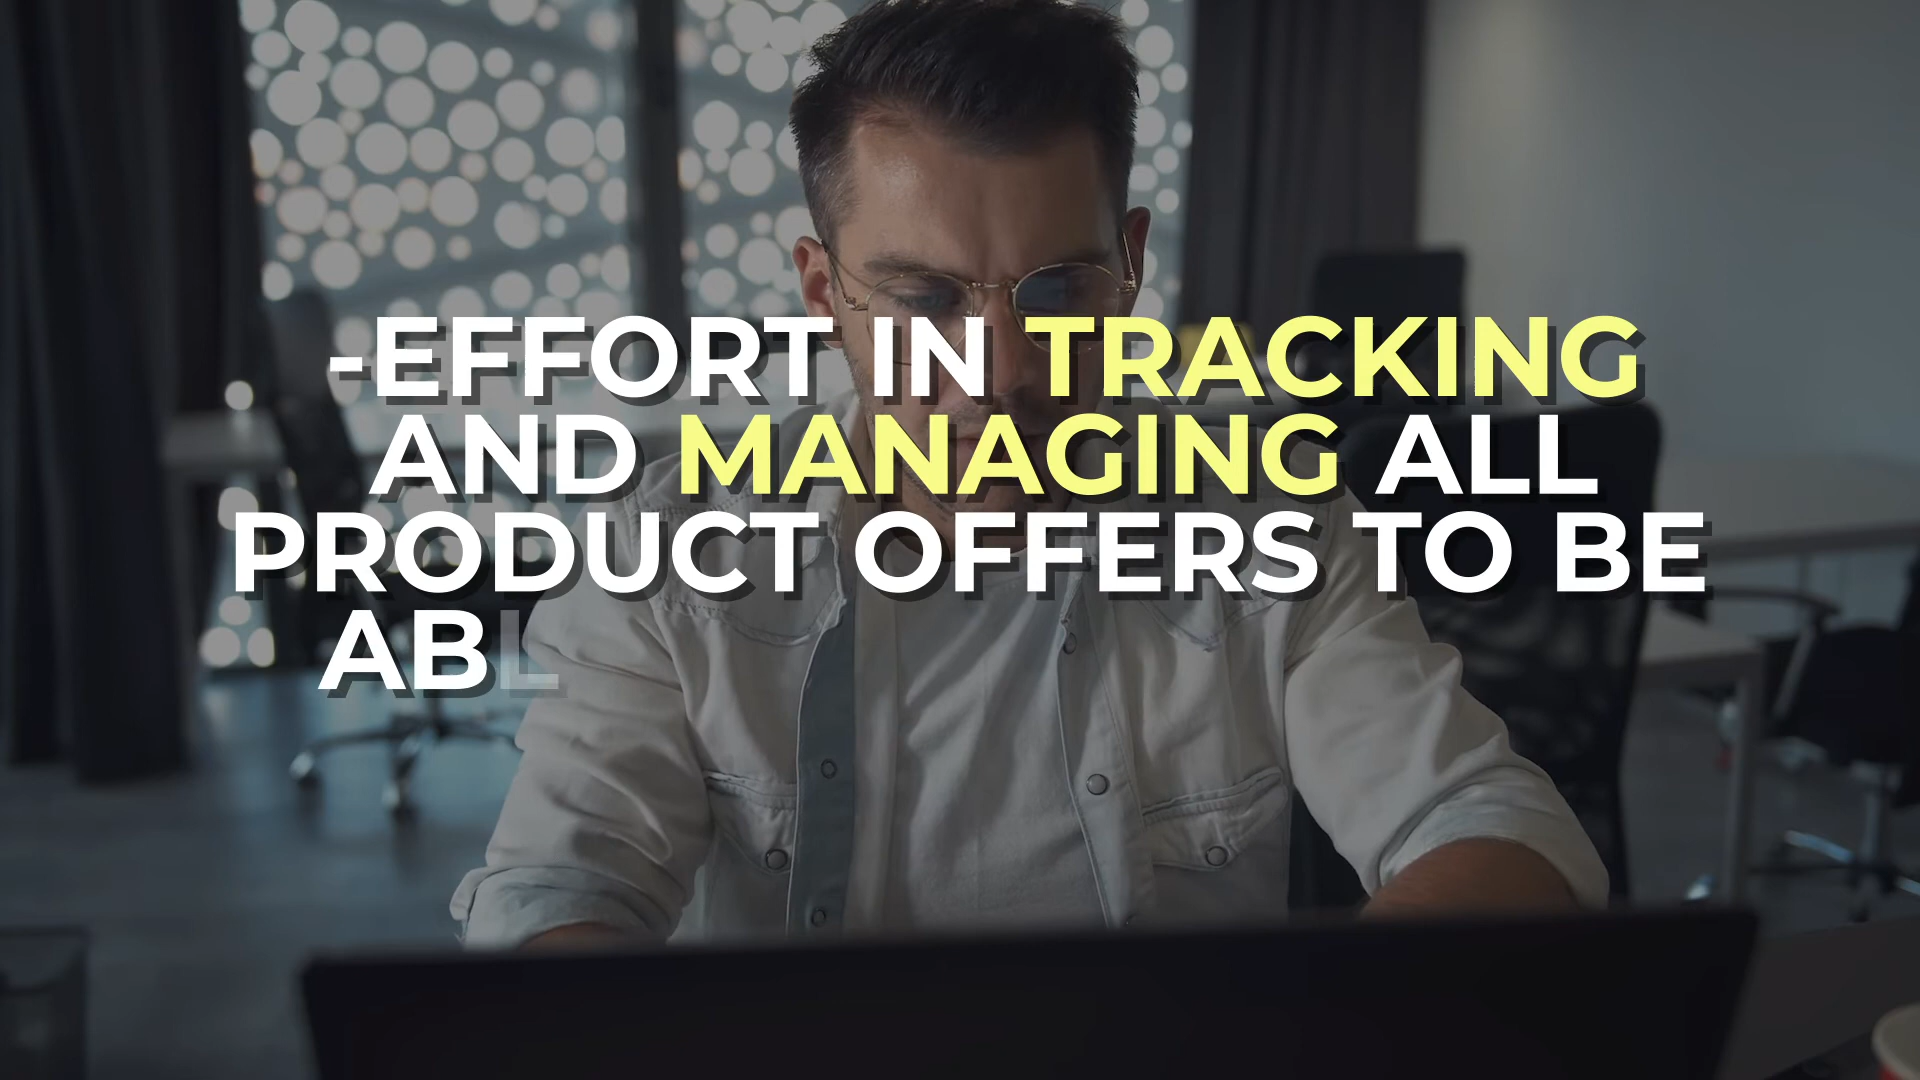 -EFFORT IN TRACKING
AND MANAGING ALL
PRODUCT OFFERS TO BE
ABL